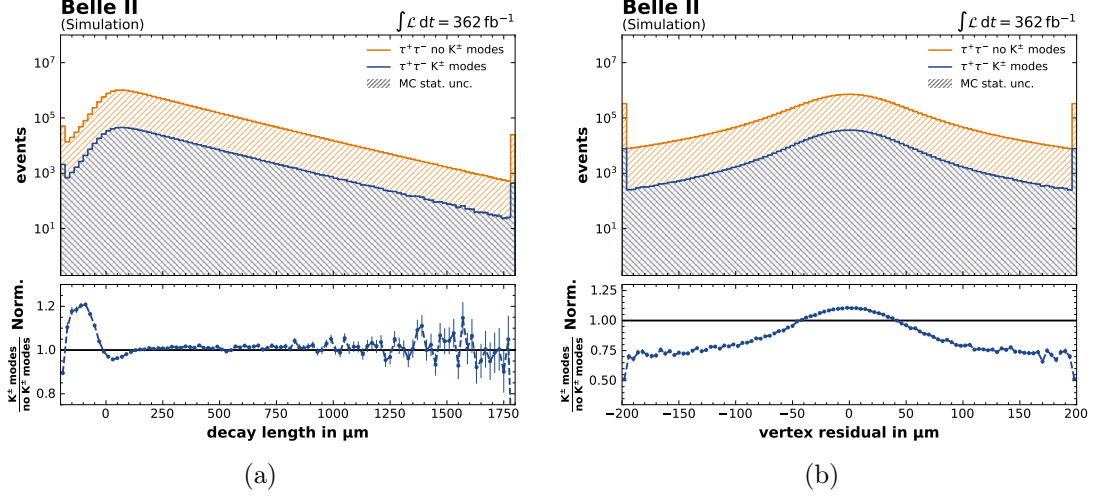 Belle II
(Simulation)
∫ℒ dt = 362 fb⁻¹
τ⁺τ⁻ no K± modes
τ⁺τ⁻ K± modes
MC stat. unc.
events
10⁷
10⁵
10³
10¹
K± modes / no K± modes Norm.
1.2
1.0
0.8
0 250 500 750 1000 1250 1500 1750
decay length in μm
(a)
Belle II
(Simulation)
∫ℒ dt = 362 fb⁻¹
τ⁺τ⁻ no K± modes
τ⁺τ⁻ K± modes
MC stat. unc.
events
10⁷
10⁵
10³
10¹
K± modes / no K± modes Norm.
1.25
1.00
0.75
0.50
−200 −150 −100 −50 0 50 100 150 200
vertex residual in μm
(b)